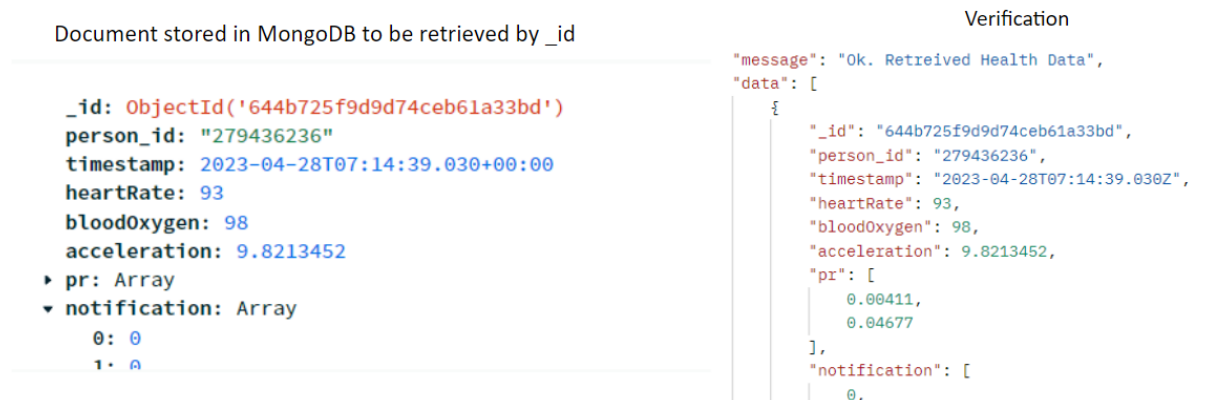 Document stored in MongoDB to be retrieved by _id
_id: ObjectId('644b725f9d9d74ceb61a33bd')
person_id: "279436236"
timestamp: 2023-04-28T07:14:39.030+00:00
heartRate: 93
bloodOxygen: 98
acceleration: 9.8213452
pr: Array
notification: Array
0: 0
1: 0
Verification
"message": "Ok. Retreived Health Data",
"data": [
{
"_id": "644b725f9d9d74ceb61a33bd",
"person_id": "279436236",
"timestamp": "2023-04-28T07:14:39.030Z",
"heartRate": 93,
"bloodOxygen": 98,
"acceleration": 9.8213452,
"pr": [
0.00411,
0.04677
],
"notification": [
0,